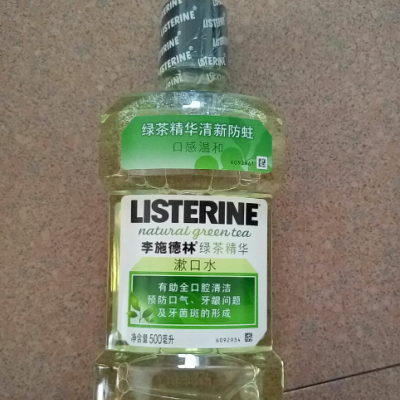 LISTERINE
LISTERINE
绿茶精华清新防蛀
口感温和
LISTERINE
natural green tea
李施德林® 绿茶精华
漱口水
有助全口腔清洁
预防口气、牙龈问题
及牙菌斑的形成
净含量500毫升
6092934